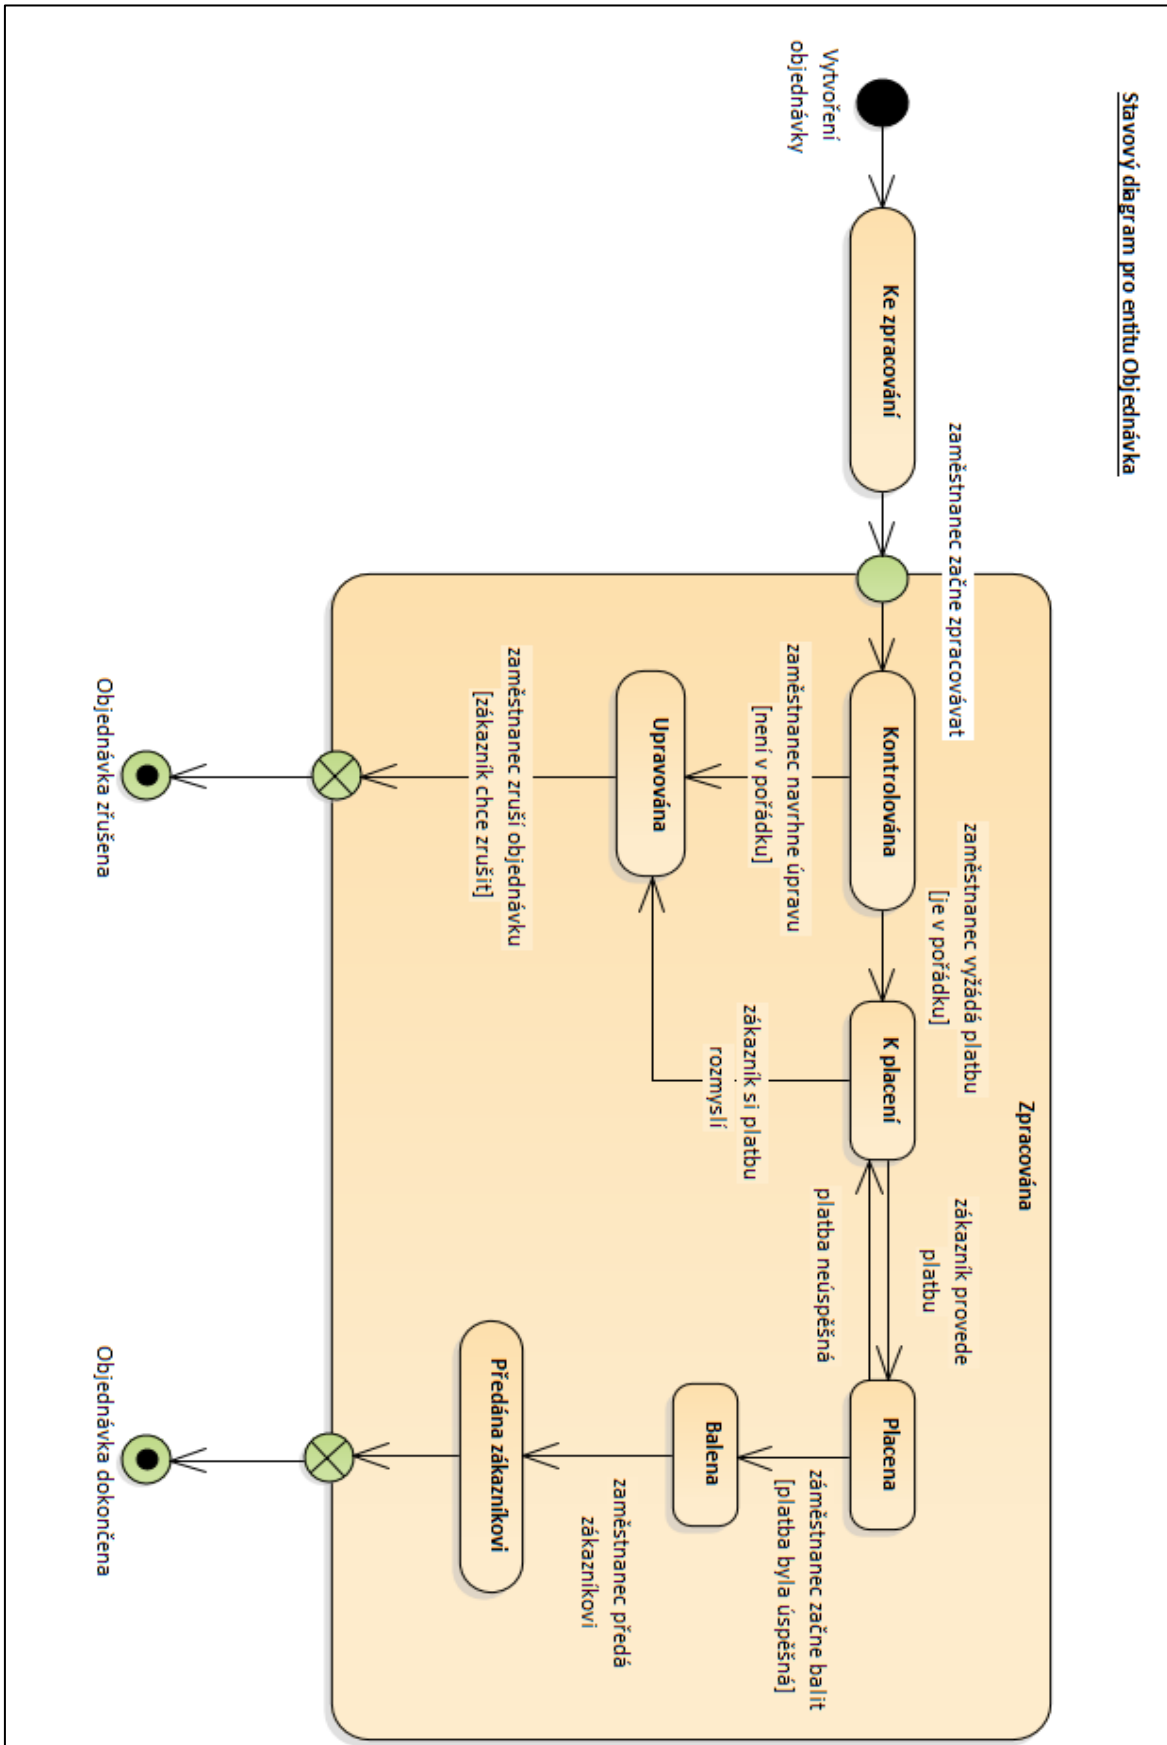 Stavový diagram pro entitu Objednávka
Vytvoření
objednávky
Ke zpracování
zaměstnanec začne zpracovávat
Zpracována
Kontrolována
zaměstnanec vyžádá platbu
[je v pořádku]
K placení
zákazník provede
platbu
platba neúspěšná
Placena
zaměstnanec navrhne úpravu
[není v pořádku]
zákazník si platbu
rozmyslí
záměstnanec začne balit
[platba byla úspěšná]
Upravována
Balena
zaměstnanec zruší objednávku
[zákazník chce zrušit]
zaměstnanec předá
zákazníkovi
Předána zákazníkovi
Objednávka zřušena
Objednávka dokončena